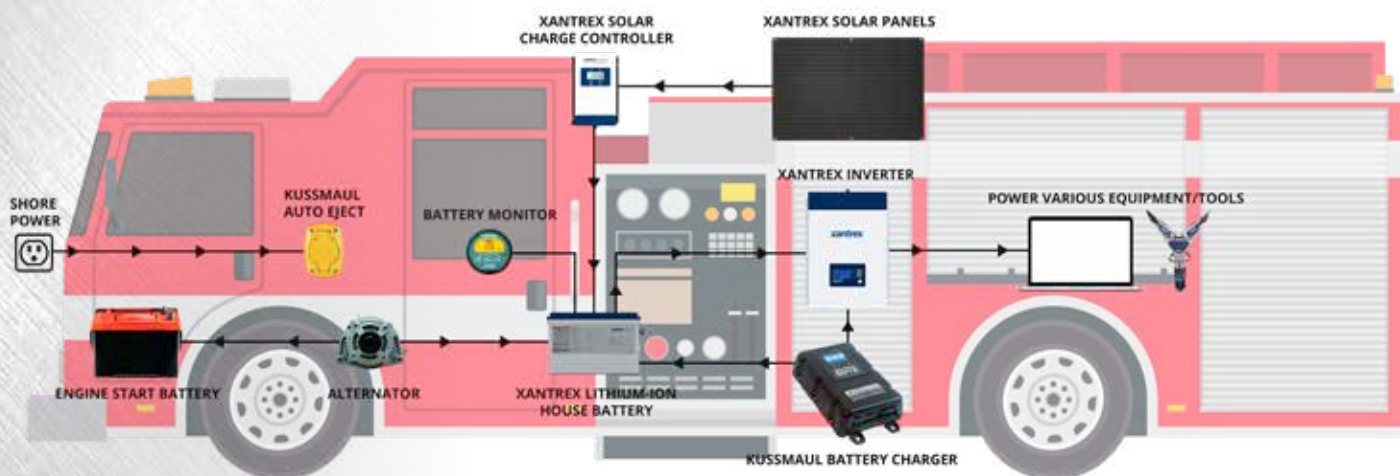 XANTREX SOLAR
CHARGE CONTROLLER
XANTREX SOLAR PANELS
SHORE
POWER
KUSSMAUL
AUTO EJECT
BATTERY MONITOR
XANTREX INVERTER
xantrex
POWER VARIOUS EQUIPMENT/TOOLS
ENGINE START BATTERY
ALTERNATOR
XANTREX LITHIUM-ION
HOUSE BATTERY
KUSSMAUL BATTERY CHARGER